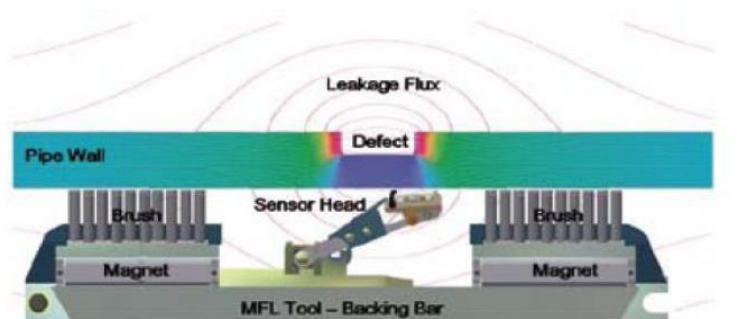 Leakage Flux
Defect
Pipe Wall
Sensor Head
Brush
Brush
Magnet
Magnet
MFL Tool – Backing Bar